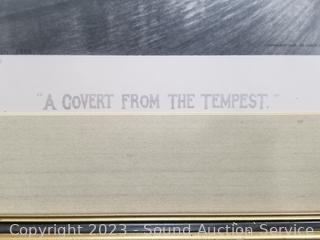 "A COVERT FROM THE TEMPEST."
Copyright 2023 - Sound Auction Service